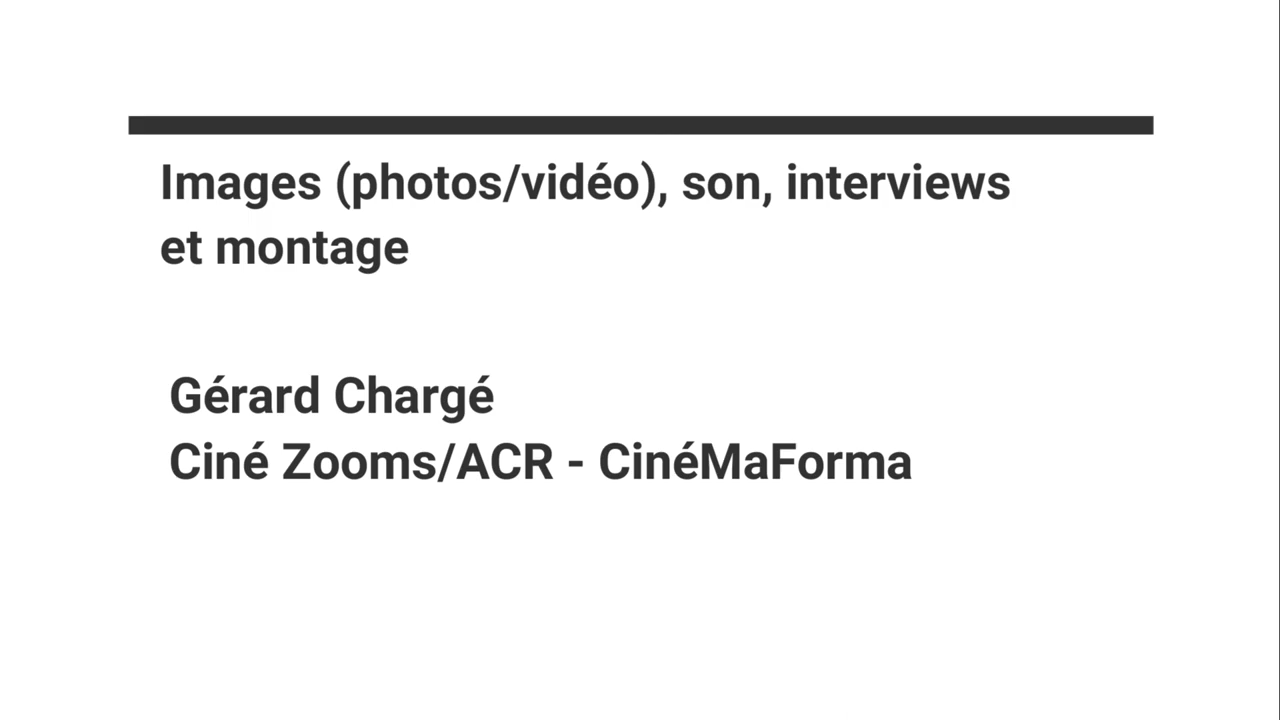 Images (photos/vidéo), son, interviews
et montage
Gérard Chargé
Ciné Zooms/ACR - CinéMaForma